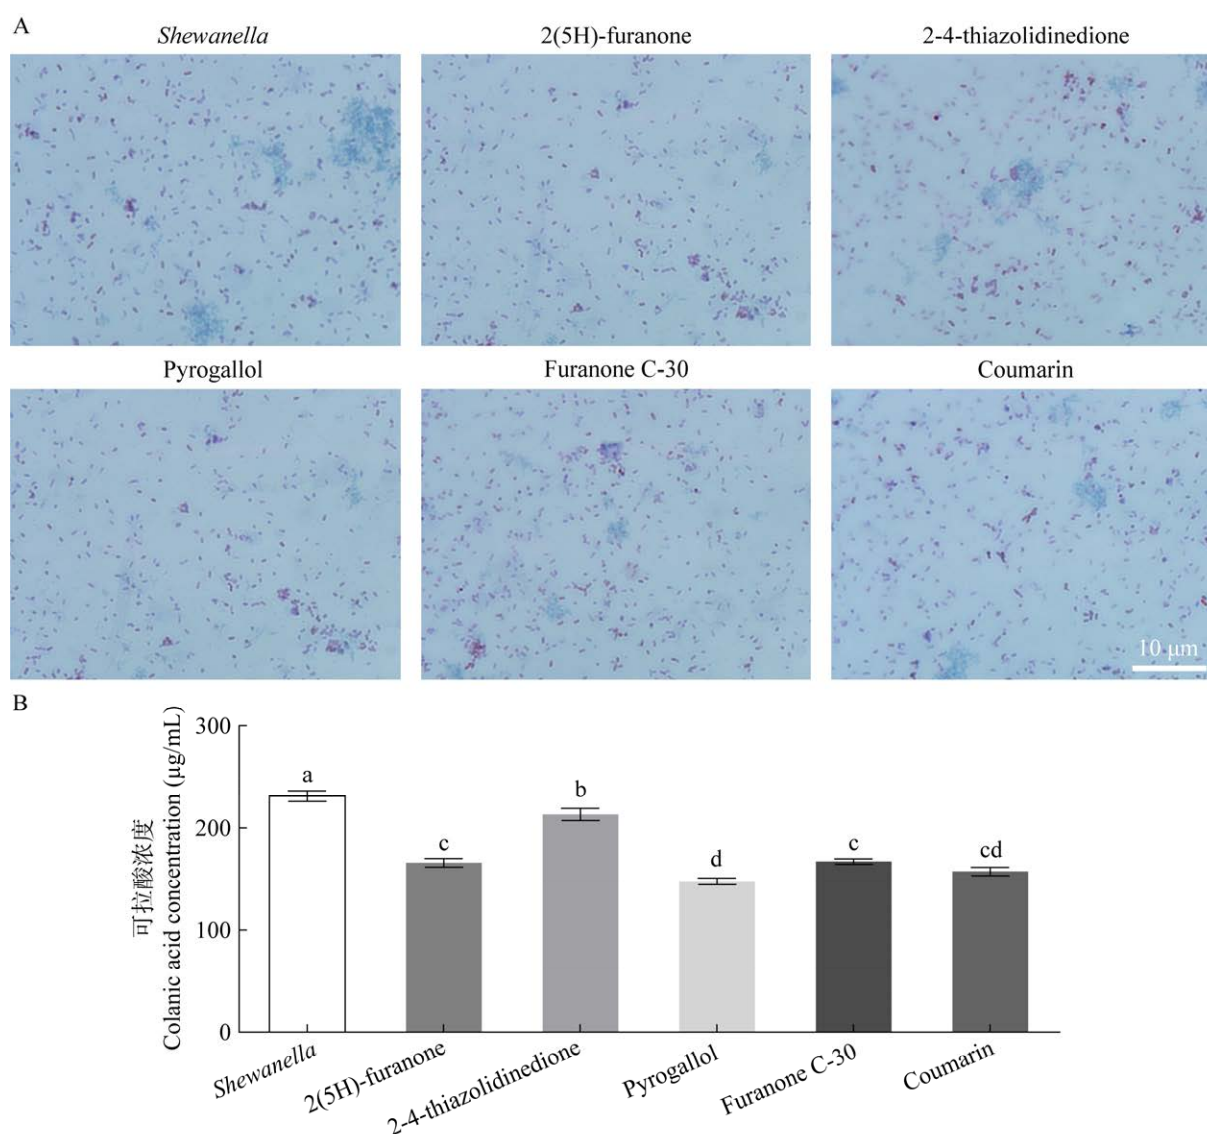 A
Shewanella
2(5H)-furanone
2-4-thiazolidinedione
Pyrogallol
Furanone C-30
Coumarin
10 μm
B
可拉酸浓度
Colanic acid concentration (μg/mL)
300
200
100
0
a
c
b
d
c
cd
Shewanella
2(5H)-furanone
2-4-thiazolidinedione
Pyrogallol
Furanone C-30
Coumarin